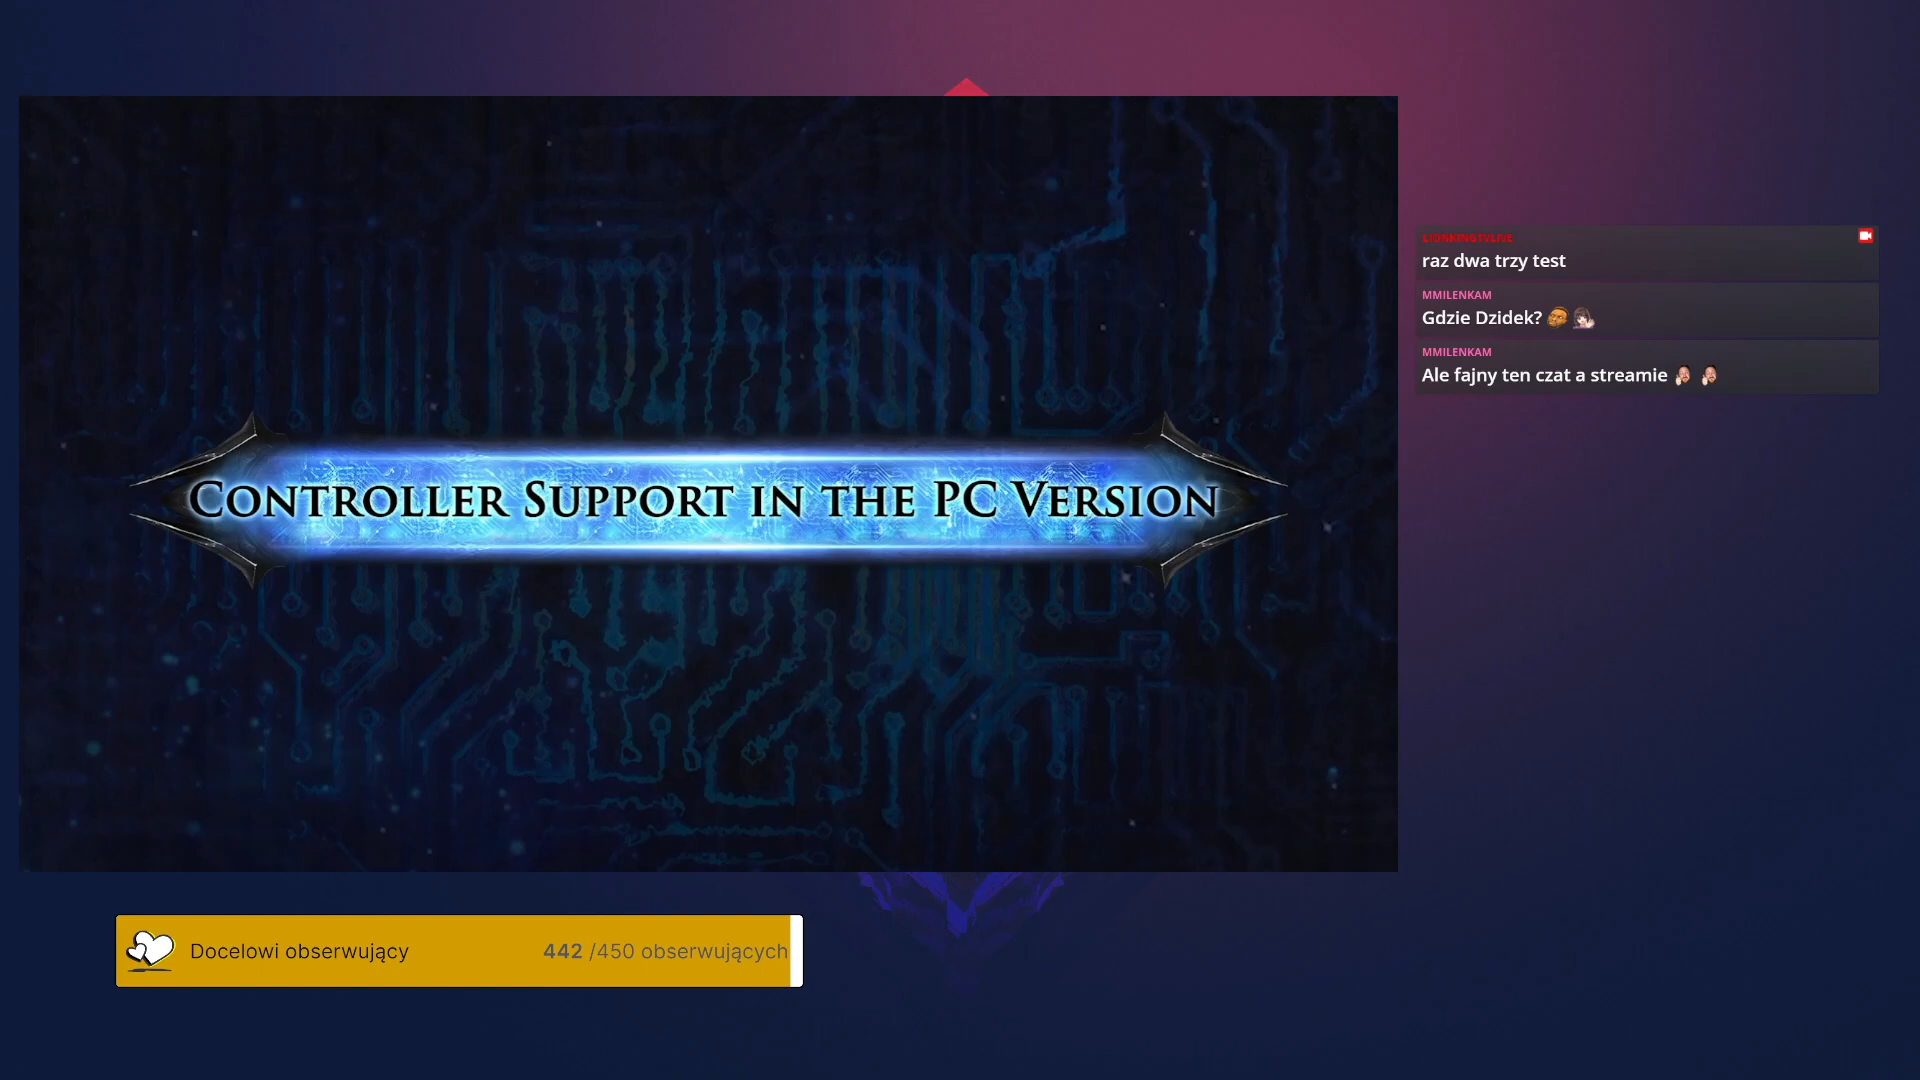 Controller Support in the PC Version
LIONKINGTVLIVE
raz dwa trzy test
MMILENKAM
Gdzie Dzidek?
MMILENKAM
Ale fajny ten czat a streamie
Docelowi obserwujący 442 /450 obserwujących